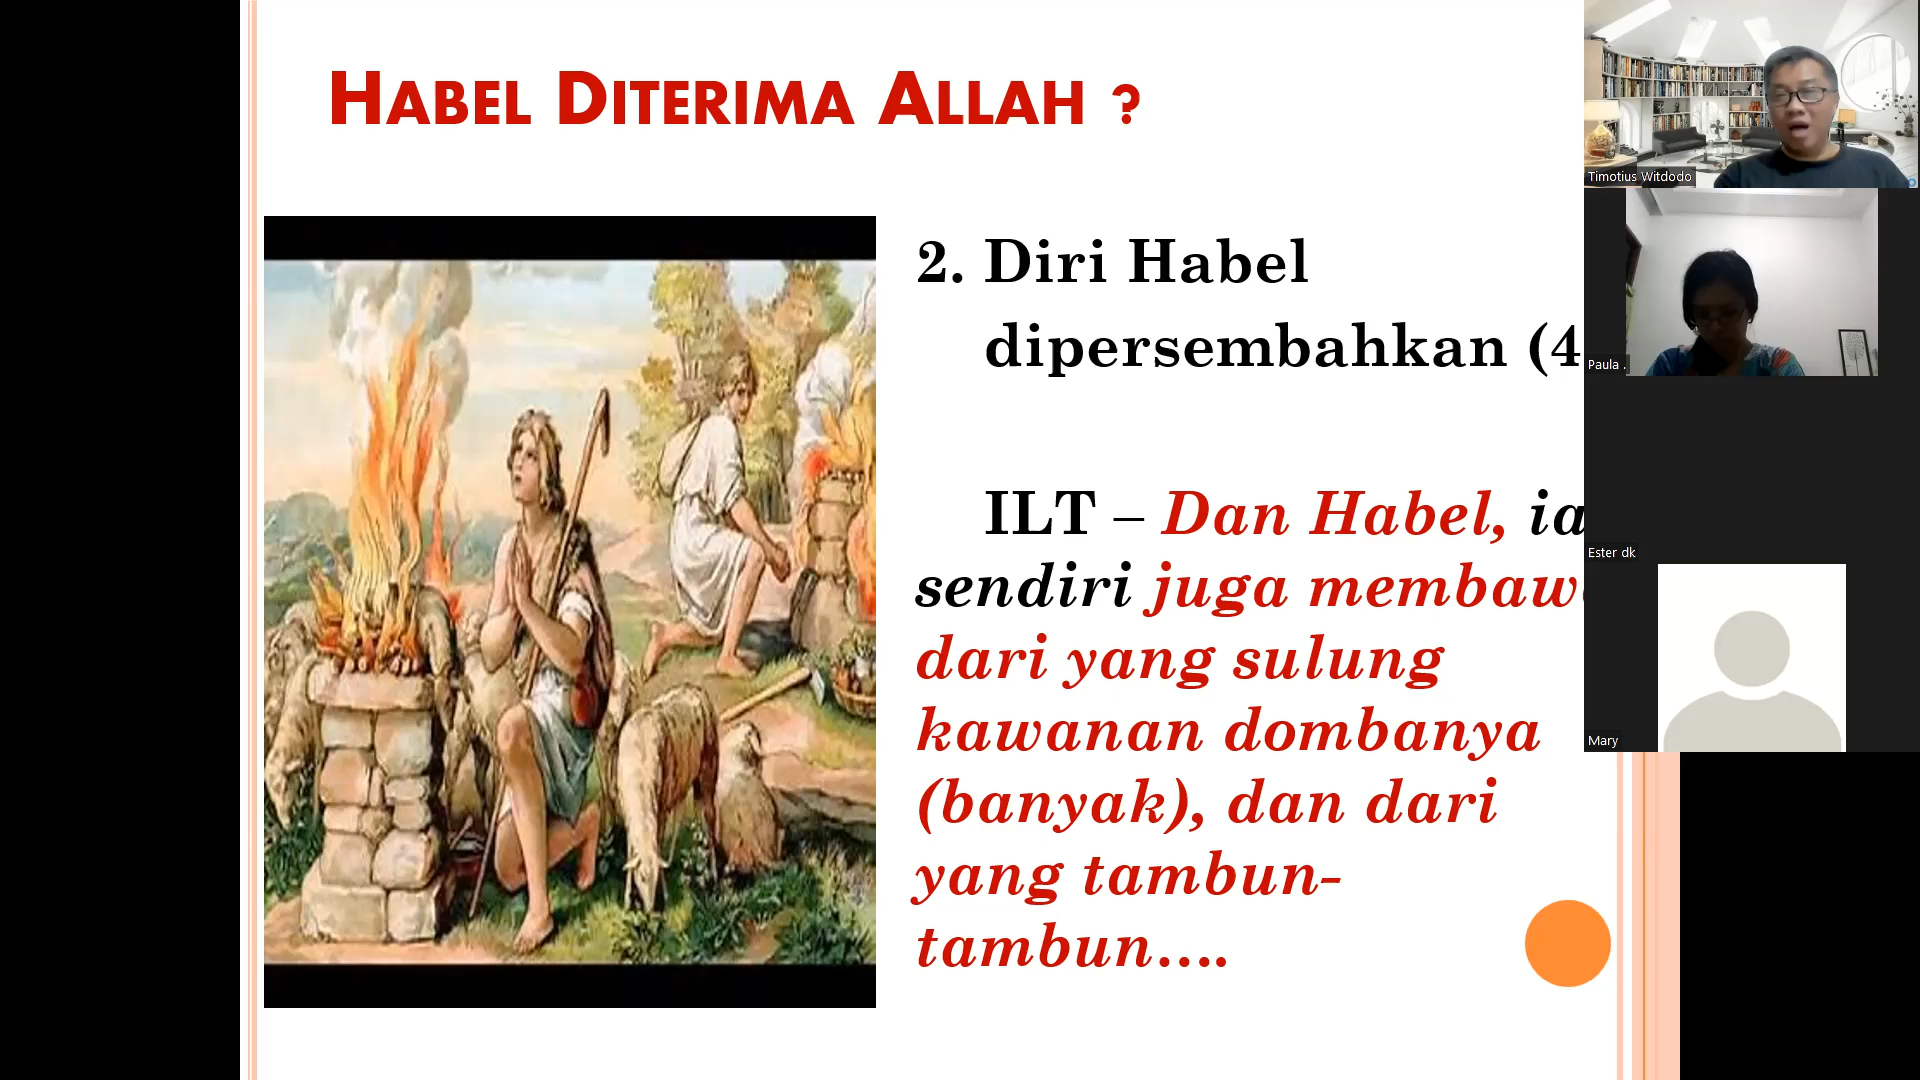 HABEL DITERIMA ALLAH ?
2. Diri Habel
dipersembahkan (4
ILT – Dan Habel, ia
sendiri juga membaw
dari yang sulung
kawanan dombanya
(banyak), dan dari
yang tambun-
tambun....
Timotius Witdodo
Paula .
Ester dk
Mary